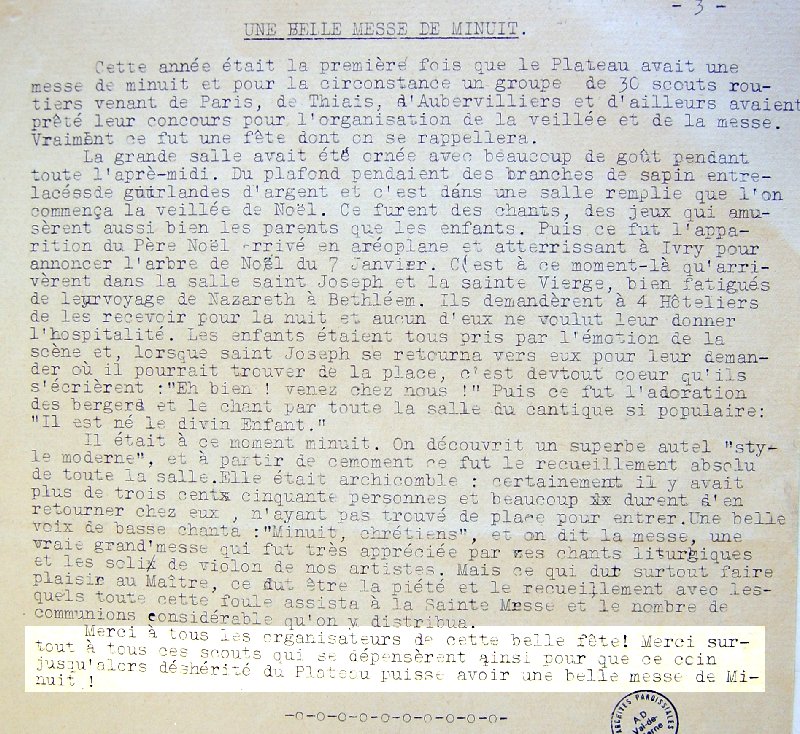 - 3 -
UNE BELLE MESSE DE MINUIT.
Cette année était la première fois que le Plateau avait une
messe de minuit et pour la circonstance un groupe de 30 scouts rou-
tiers venant de Paris, de Thiais, d'Aubervilliers et d'ailleurs avaient
prêté leur concours pour l'organisation de la veillée et de la messe.
Vraiment ce fut une fête dont on se rappellera.
La grande salle avait été ornée avec beaucoup de goût pendant
toute l'aprè-midi. Du plafond pendaient des branches de sapin entre-
lacésde guirlandes d'argent et c'est dans une salle remplie que l'on
commença la veillée de Noël. Ce furent des chants, des jeux qui amu-
sèrent aussi bien les parents que les enfants. Puis ce fut l'appa-
rition du Père Noël arrivé en aréoplane et atterrissant à Ivry pour
annoncer l'arbre de Noël du 7 Janvier. C(est à ce moment-là qu'arri-
vèrent dans la salle saint Joseph et la sainte Vierge, bien fatigués
de leurvoyage de Nazareth à Bethléem. Ils demandèrent à 4 Hôteliers
de les recevoir pour la nuit et aucun d'eux ne voulut leur donner
l'hospitalité. Les enfants étaient tous pris par l'émotion de la
scène et, lorsque saint Joseph se retourna vers eux pour leur deman-
der où il pourrait trouver de la place, c'est devtout coeur qu'ils
s'écrièrent :"Eh bien ! venez chez nous !" Puis ce fut l'adoration
des bergers et le chant par toute la salle du cantique si populaire:
"Il est né le divin Enfant."
Il était à ce moment minuit. On découvrit un superbe autel "sty-
le moderne", et à partir de cemoment ce fut le recueillement absolu
de toute la salle.Elle était archicomble : certainement il y avait
plus de trois cents cinquante personnes et beaucoup durent d'en
retourner chez eux , n'ayant pas trouvé de place pour entrer.Une belle
voix de basse chanta :"Minuit, chrétiens", et on dit la messe, une
vraie grand'messe qui fut très appréciée par ses chants liturgiques
et les soli de violon de nos artistes. Mais ce qui dut surtout faire
plaisir au Maître, ce dut être la piété et le recueillement avec les-
quels toute cette foule assista à la Sainte Messe et le nombre de
communions considérable qu'on y distribua.
Merci à tous les organisateurs de cette belle fête! Merci sur-
tout à tous ces scouts qui se dépensèrent ainsi pour que ce coin
jusqu'alors déshérité du Plateau puisse avoir une belle messe de Mi-
nuit !
-o-o-o-o-o-o-o-o-o-o-
ARCHIVES PAROISSIALES
A.D.
Val-de-